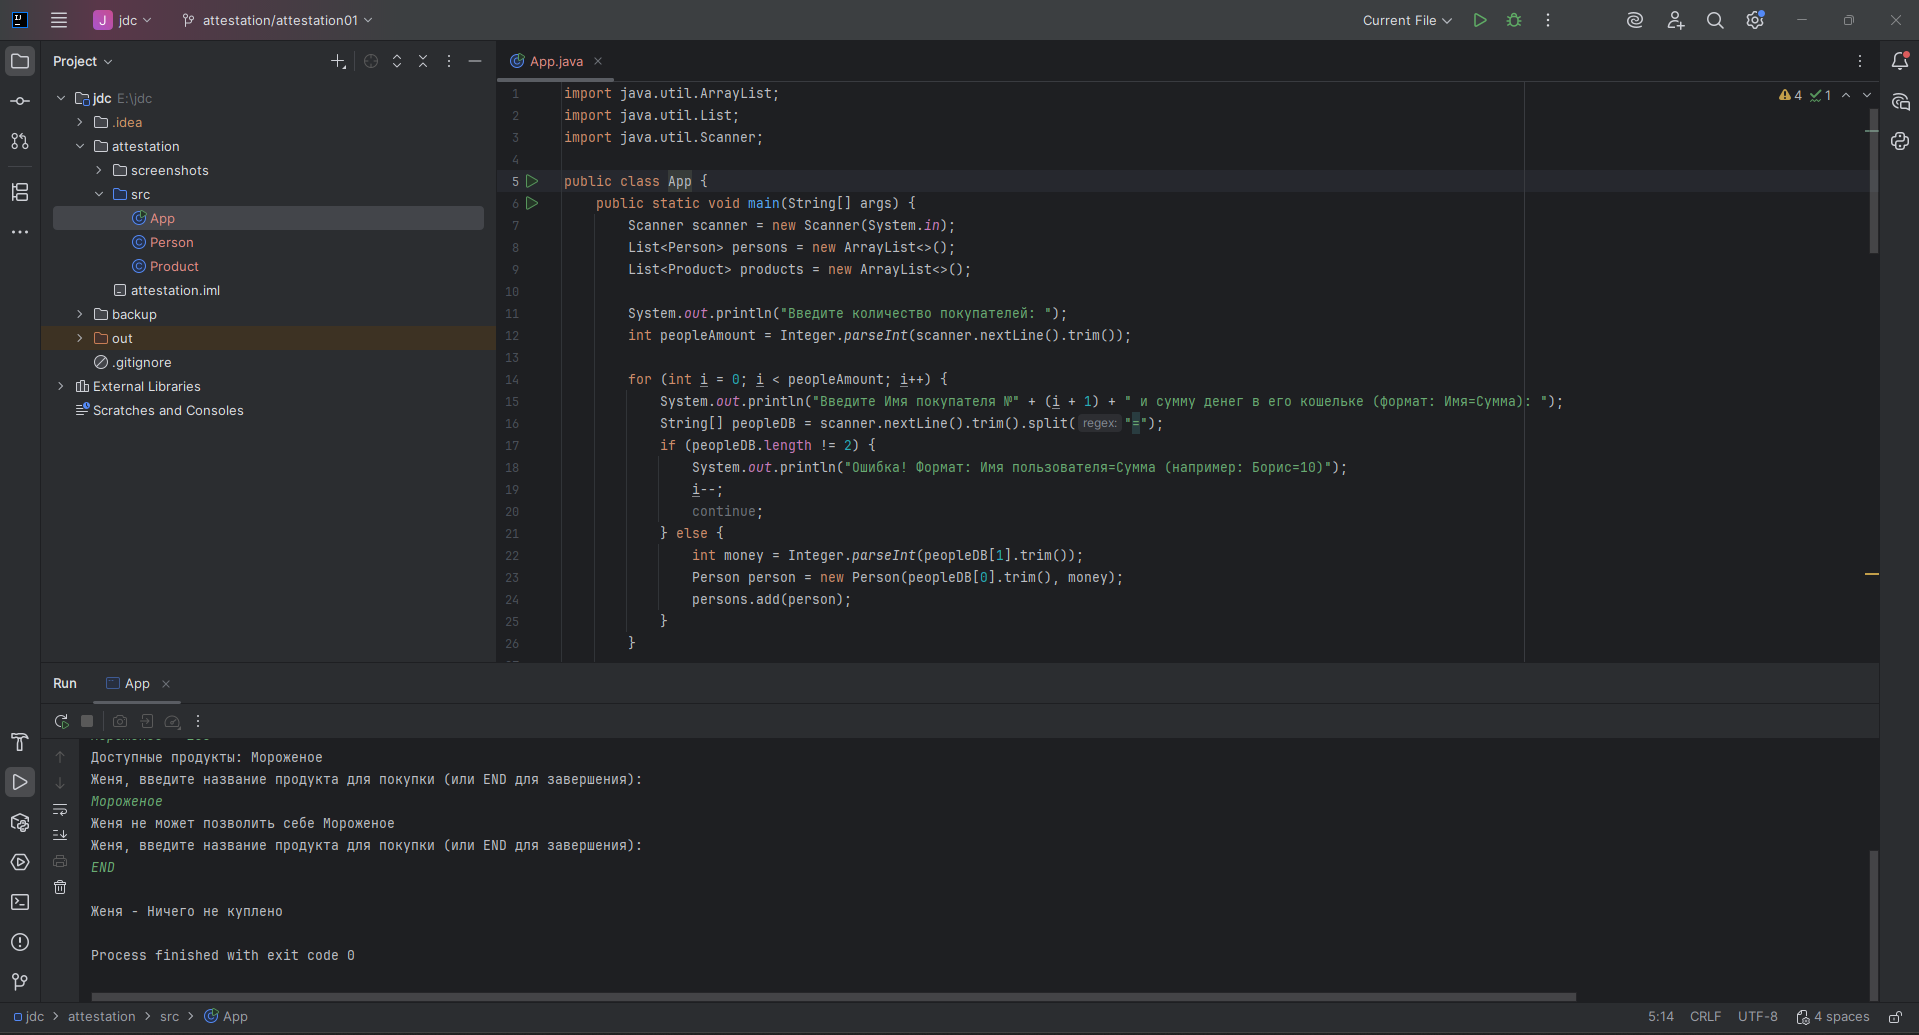 J jdc attestation/attestation01 Current File
Project
App.java
jdc E:\jdc
.idea
attestation
screenshots
src
App
Person
Product
attestation.iml
backup
out
.gitignore
External Libraries
Scratches and Consoles
4 1
1 import java.util.ArrayList;
2 import java.util.List;
3 import java.util.Scanner;
4
5 public class App {
6 public static void main(String[] args) {
7 Scanner scanner = new Scanner(System.in);
8 List<Person> persons = new ArrayList<>();
9 List<Product> products = new ArrayList<>();
10
11 System.out.println("Введите количество покупателей: ");
12 int peopleAmount = Integer.parseInt(scanner.nextLine().trim());
13
14 for (int i = 0; i < peopleAmount; i++) {
15 System.out.println("Введите Имя покупателя №" + (i + 1) + " и сумму денег в его кошельке (формат: Имя=Сумма): ");
16 String[] peopleDB = scanner.nextLine().trim().split( regex: "=");
17 if (peopleDB.length != 2) {
18 System.out.println("Ошибка! Формат: Имя пользователя=Сумма (например: Борис=10)");
19 i--;
20 continue;
21 } else {
22 int money = Integer.parseInt(peopleDB[1].trim());
23 Person person = new Person(peopleDB[0].trim(), money);
24 persons.add(person);
25 }
26 }
Run App
Доступные продукты: Мороженое
Женя, введите название продукта для покупки (или END для завершения):
Мороженое
Женя не может позволить себе Мороженое
Женя, введите название продукта для покупки (или END для завершения):
END
Женя - Ничего не куплено
Process finished with exit code 0
jdc > attestation > src > App 5:14 CRLF UTF-8 4 spaces